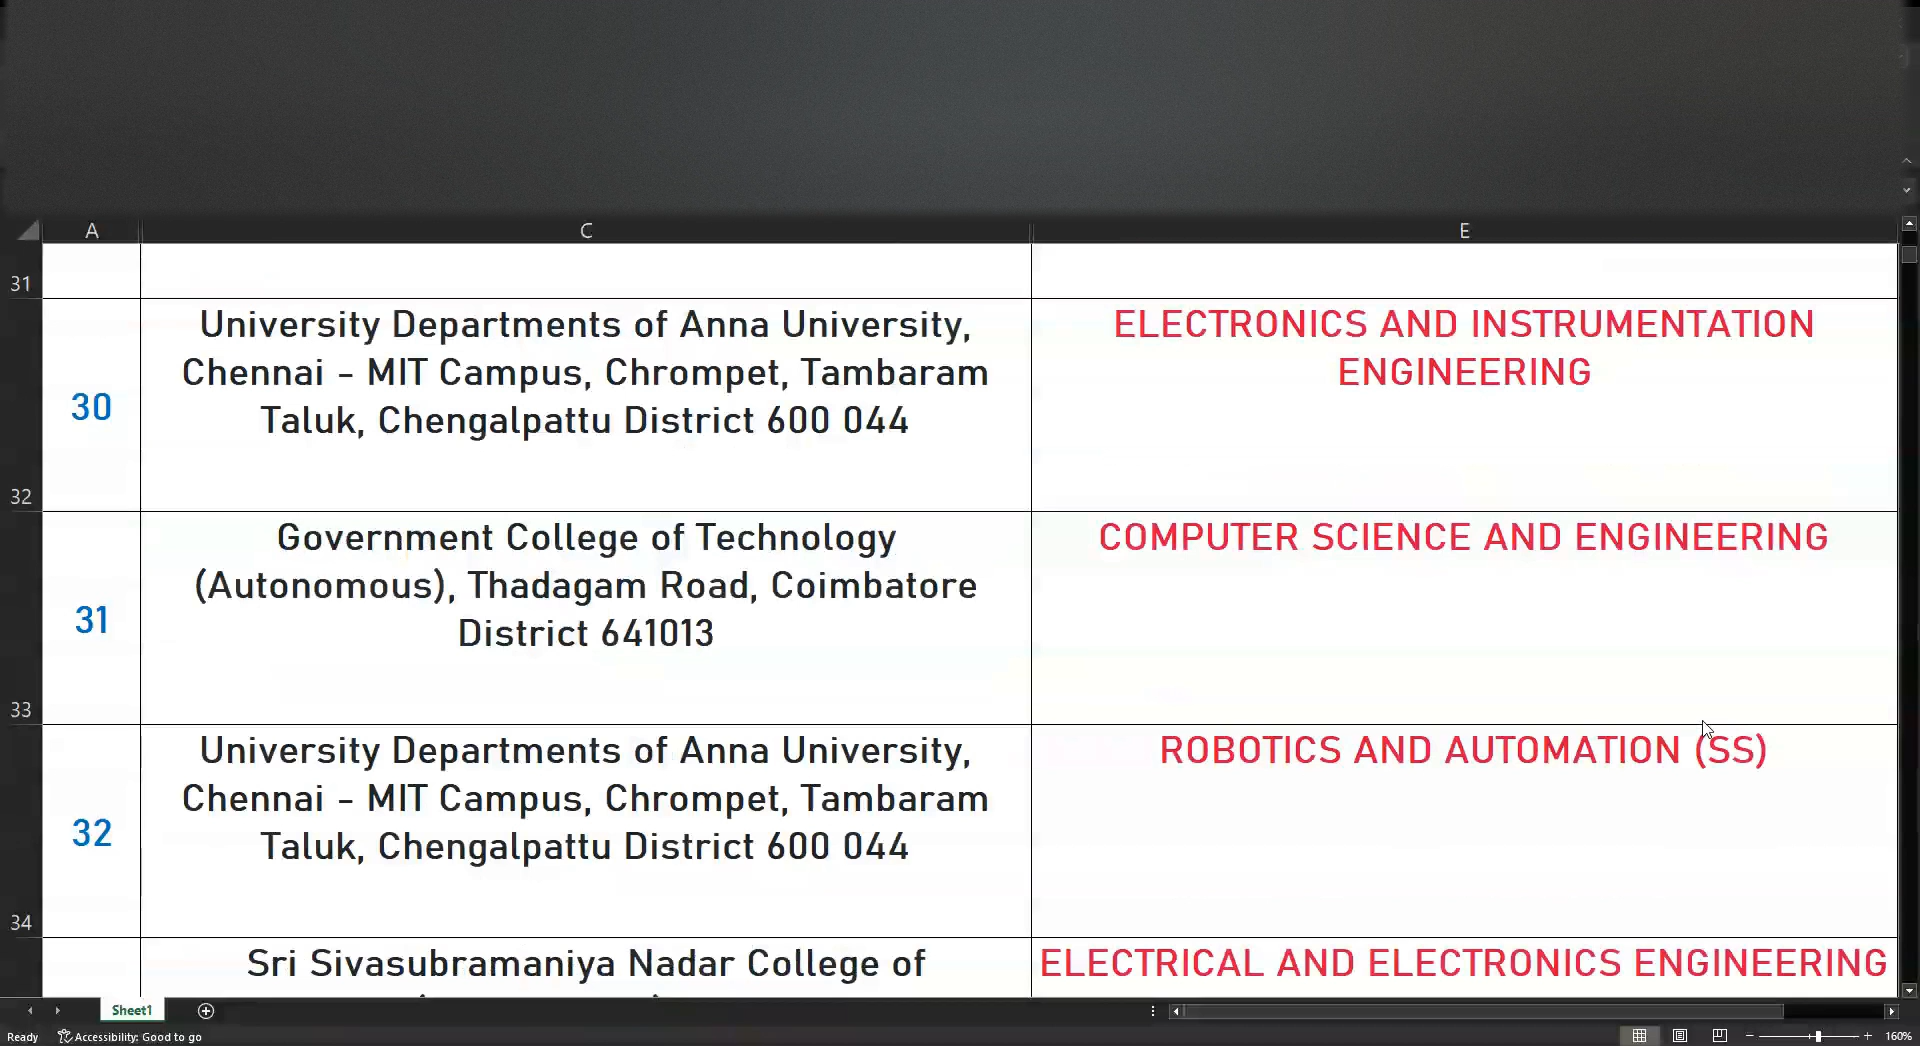 A
C
E
31
32
30
University Departments of Anna University,
Chennai – MIT Campus, Chrompet, Tambaram
Taluk, Chengalpattu District 600 044
ELECTRONICS AND INSTRUMENTATION
ENGINEERING
33
31
Government College of Technology
(Autonomous), Thadagam Road, Coimbatore
District 641013
COMPUTER SCIENCE AND ENGINEERING
34
32
University Departments of Anna University,
Chennai – MIT Campus, Chrompet, Tambaram
Taluk, Chengalpattu District 600 044
ROBOTICS AND AUTOMATION (SS)
Sri Sivasubramaniya Nadar College of
ELECTRICAL AND ELECTRONICS ENGINEERING
Sheet1
Ready
Accessibility: Good to go
160%